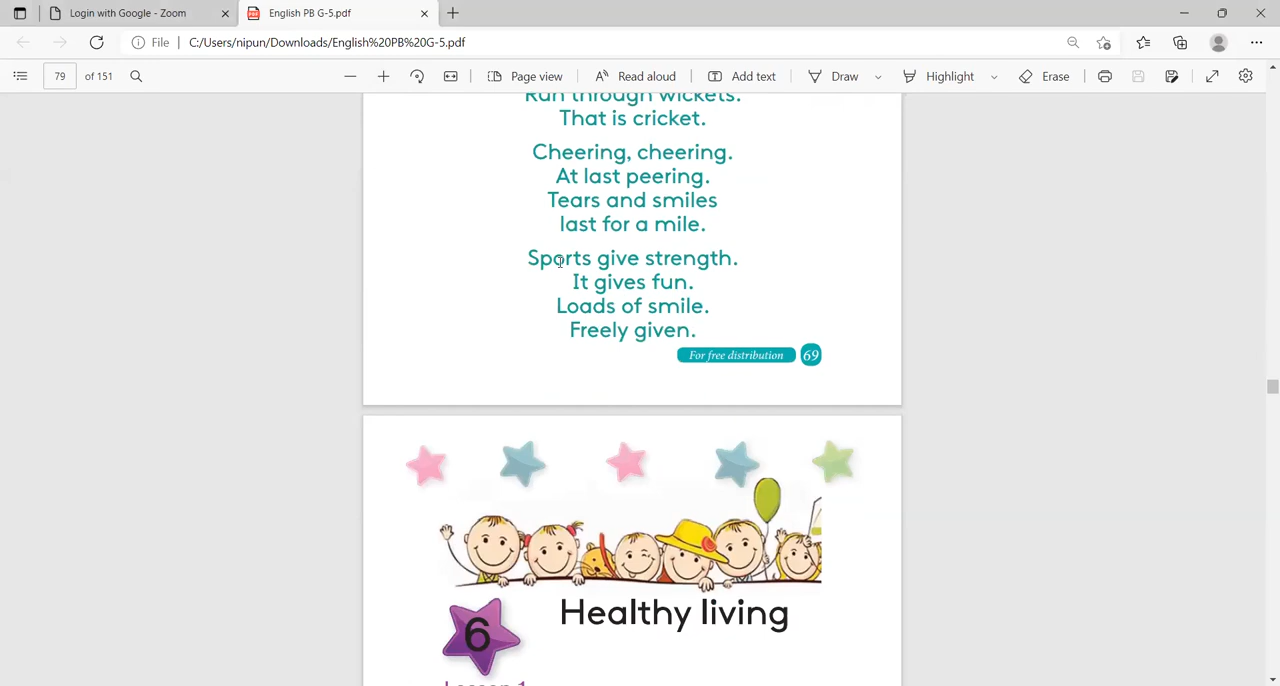 Login with Google - Zoom
English PB G-5.pdf
File
C:/Users/nipun/Downloads/English%20PB%20G-5.pdf
79 of 151
Page view
Read aloud
Add text
Draw
Highlight
Erase
Run through wickets.
That is cricket.
Cheering, cheering.
At last peering.
Tears and smiles
last for a mile.
Sports give strength.
It gives fun.
Loads of smile.
Freely given.
For free distribution 69
Healthy living
6
Lesson 1